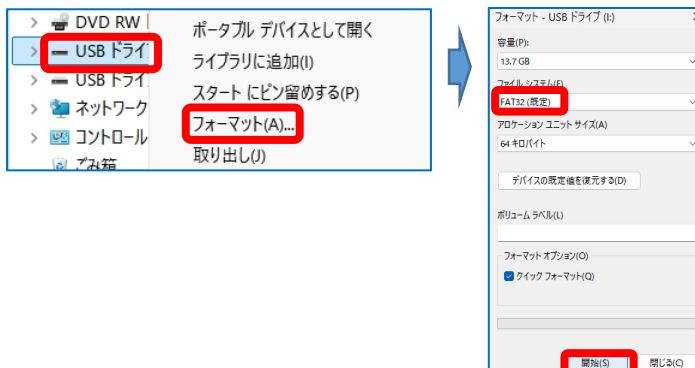 DVD RW
USB ドライ
USB ドライ
ネットワーク
コントロール
ごみ箱
ポータブル デバイスとして開く
ライブラリに追加(I)
スタート にピン留めする(P)
フォーマット(A)...
取り出し(J)
フォーマット - USB ドライブ (I:)
容量(P):
13.7 GB
ファイル システム(F)
FAT32 (既定)
アロケーション ユニット サイズ(A)
64 キロバイト
デバイスの既定値を復元する(D)
ボリューム ラベル(L)
フォーマット オプション(O)
クイック フォーマット(Q)
開始(S)
閉じる(C)